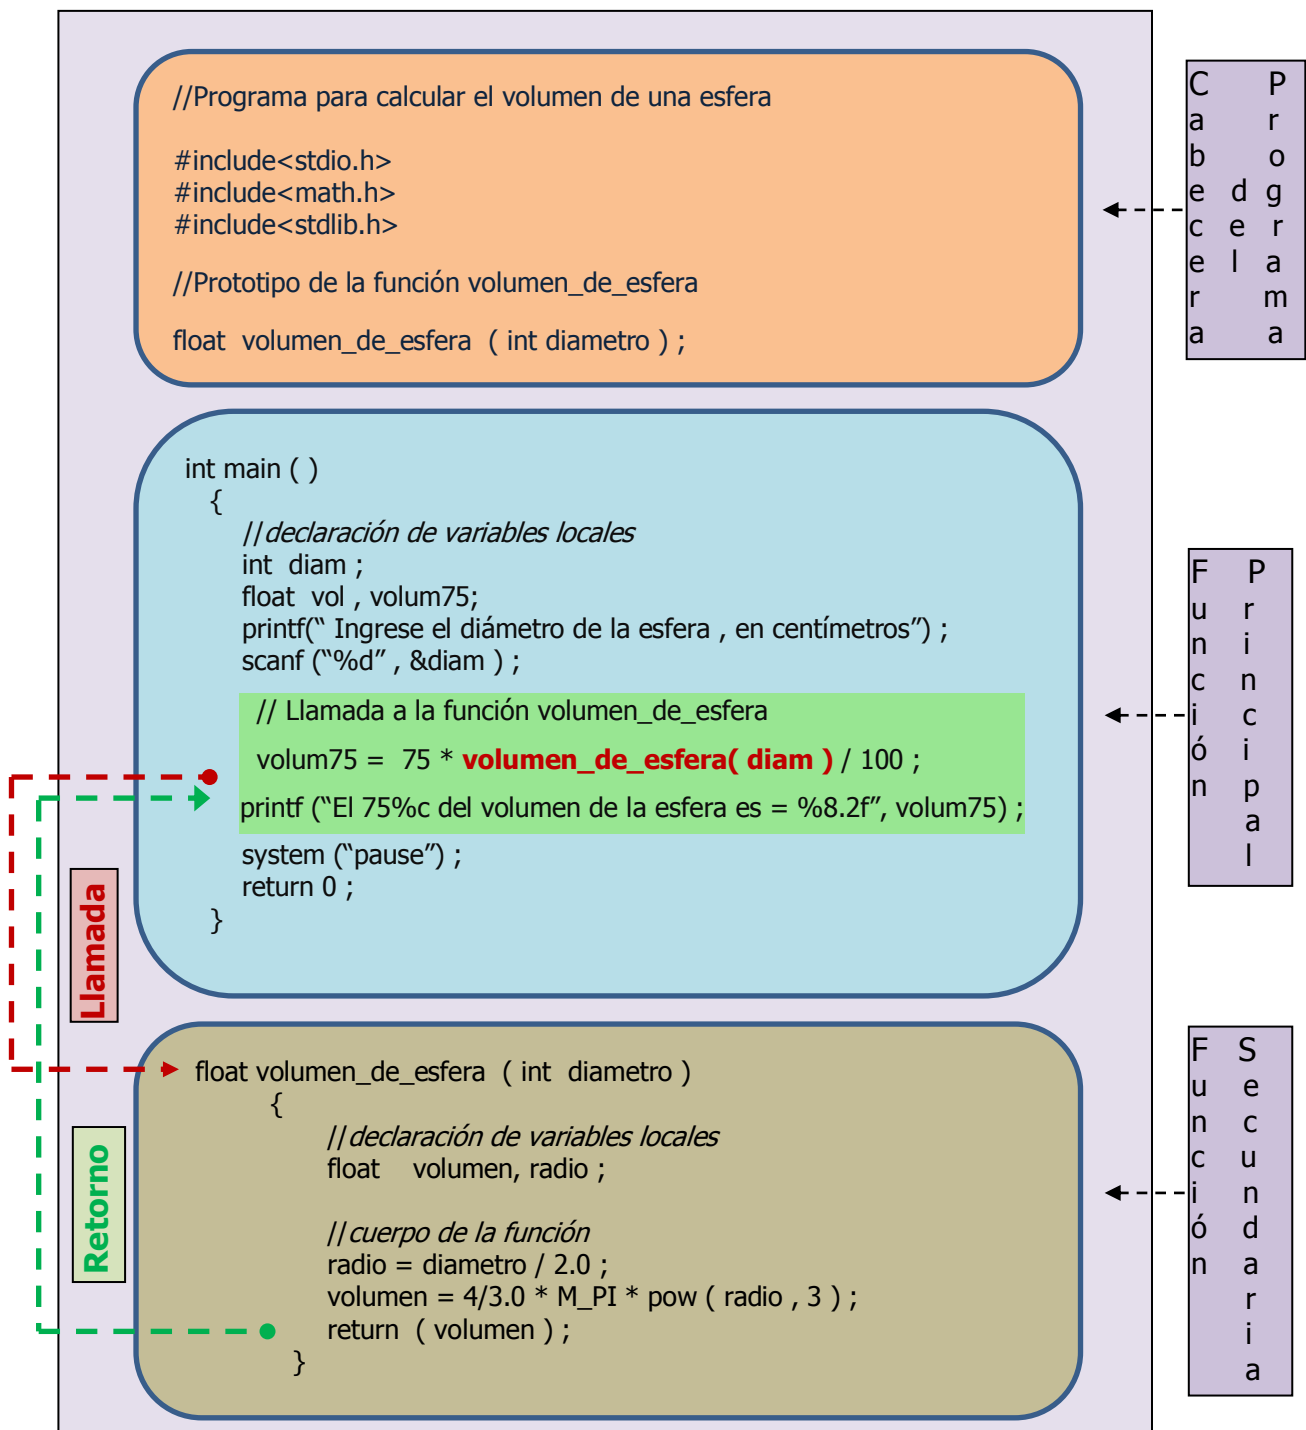 //Programa para calcular el volumen de una esfera
#include<stdio.h>
#include<math.h>
#include<stdlib.h>
//Prototipo de la función volumen_de_esfera
float volumen_de_esfera ( int diametro ) ;
Cabecera del Programa
int main ( )
{
//declaración de variables locales
int diam ;
float vol , volum75;
printf(“ Ingrese el diámetro de la esfera , en centímetros”) ;
scanf (“%d” , &diam ) ;
// Llamada a la función volumen_de_esfera
volum75 = 75 * volumen_de_esfera( diam ) / 100 ;
printf (“El 75%c del volumen de la esfera es = %8.2f”, volum75) ;
system (“pause”) ;
return 0 ;
}
Función Principal
Llamada
float volumen_de_esfera ( int diametro )
{
//declaración de variables locales
float volumen, radio ;
//cuerpo de la función
radio = diametro / 2.0 ;
volumen = 4/3.0 * M_PI * pow ( radio , 3 ) ;
return ( volumen ) ;
}
Retorno
Función Secundaria